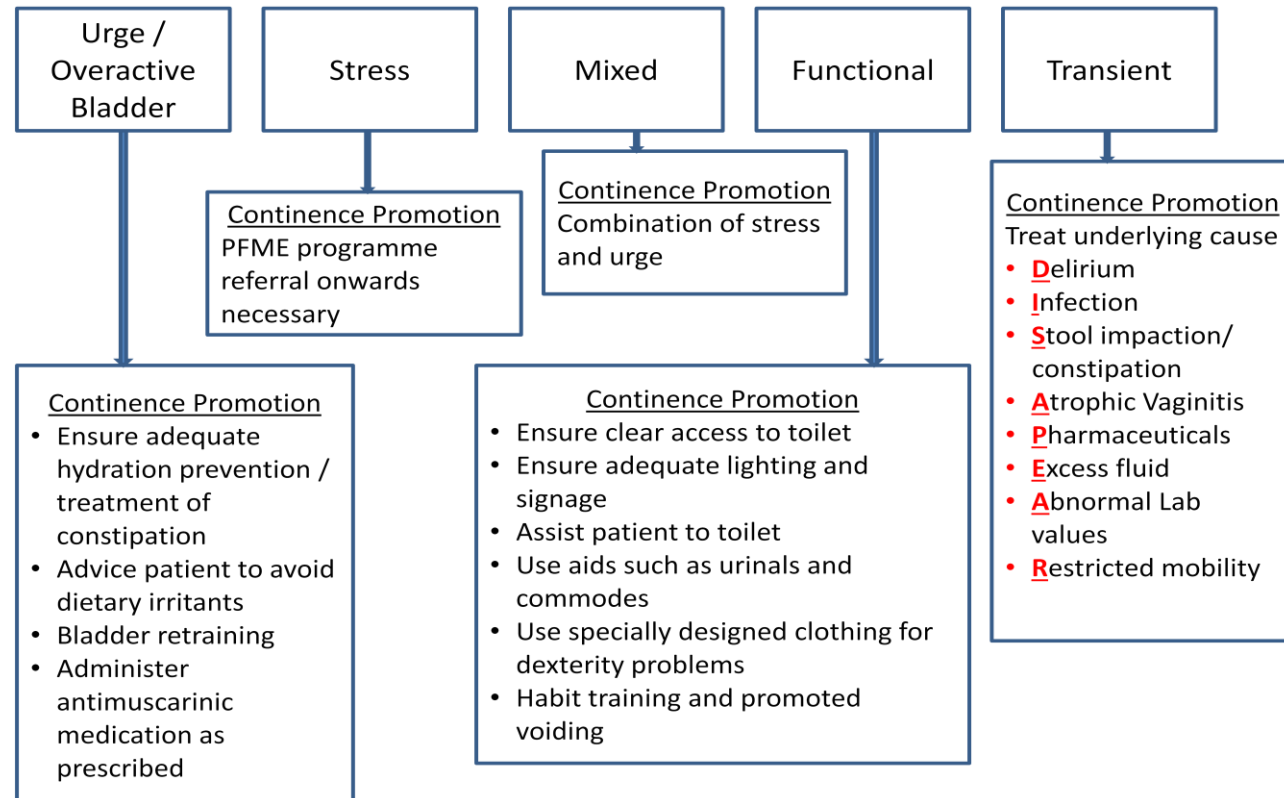 Urge /
Overactive
Bladder
Stress
Mixed
Functional
Transient
Continence Promotion
PFME programme
referral onwards
necessary
Continence Promotion
Combination of stress
and urge
Continence Promotion
Treat underlying cause
• Delirium
• Infection
• Stool impaction/
constipation
• Atrophic Vaginitis
• Pharmaceuticals
• Excess fluid
• Abnormal Lab
values
• Restricted mobility
Continence Promotion
• Ensure adequate
hydration prevention /
treatment of
constipation
• Advice patient to avoid
dietary irritants
• Bladder retraining
• Administer
antimuscarinic
medication as
prescribed
Continence Promotion
• Ensure clear access to toilet
• Ensure adequate lighting and
signage
• Assist patient to toilet
• Use aids such as urinals and
commodes
• Use specially designed clothing for
dexterity problems
• Habit training and promoted
voiding